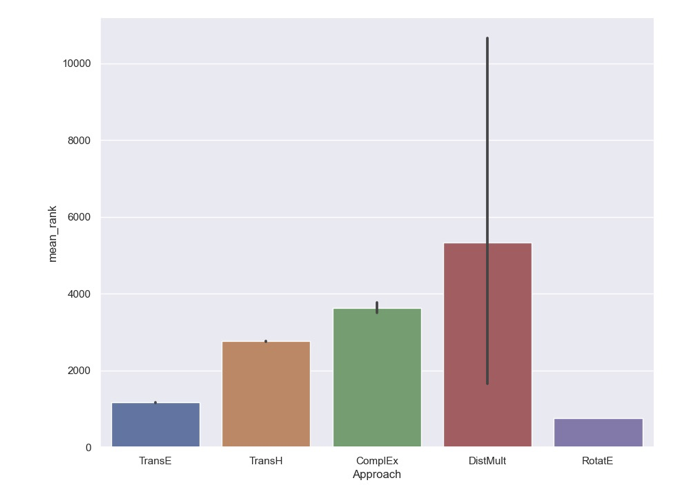 10000
8000
6000
4000
2000
0
mean_rank
TransE
TransH
ComplEx
DistMult
RotatE
Approach